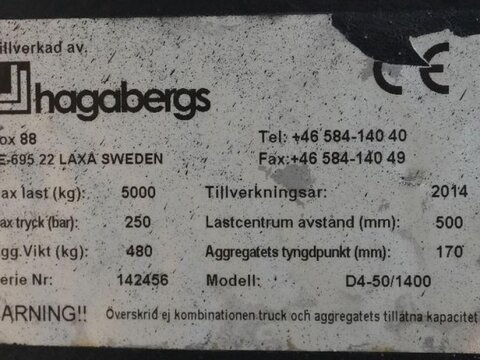 illverkad av.
hagabergs
CE
ox 88 Tel: +46 584-140 40
E-695 22 LAXÅ SWEDEN Fax:+46 584-140 49
ax last (kg): 5000 Tillverkningsår: 2014
ax tryck (bar): 250 Lastcentrum avstånd (mm): 500
gg.Vikt (kg): 480 Aggregatets tyngdpunkt (mm): 170
erie Nr: 142456 Modell: D4-50/1400
ARNING!! Överskrid ej kombinationen truck och aggregatets tillåtna kapacitet